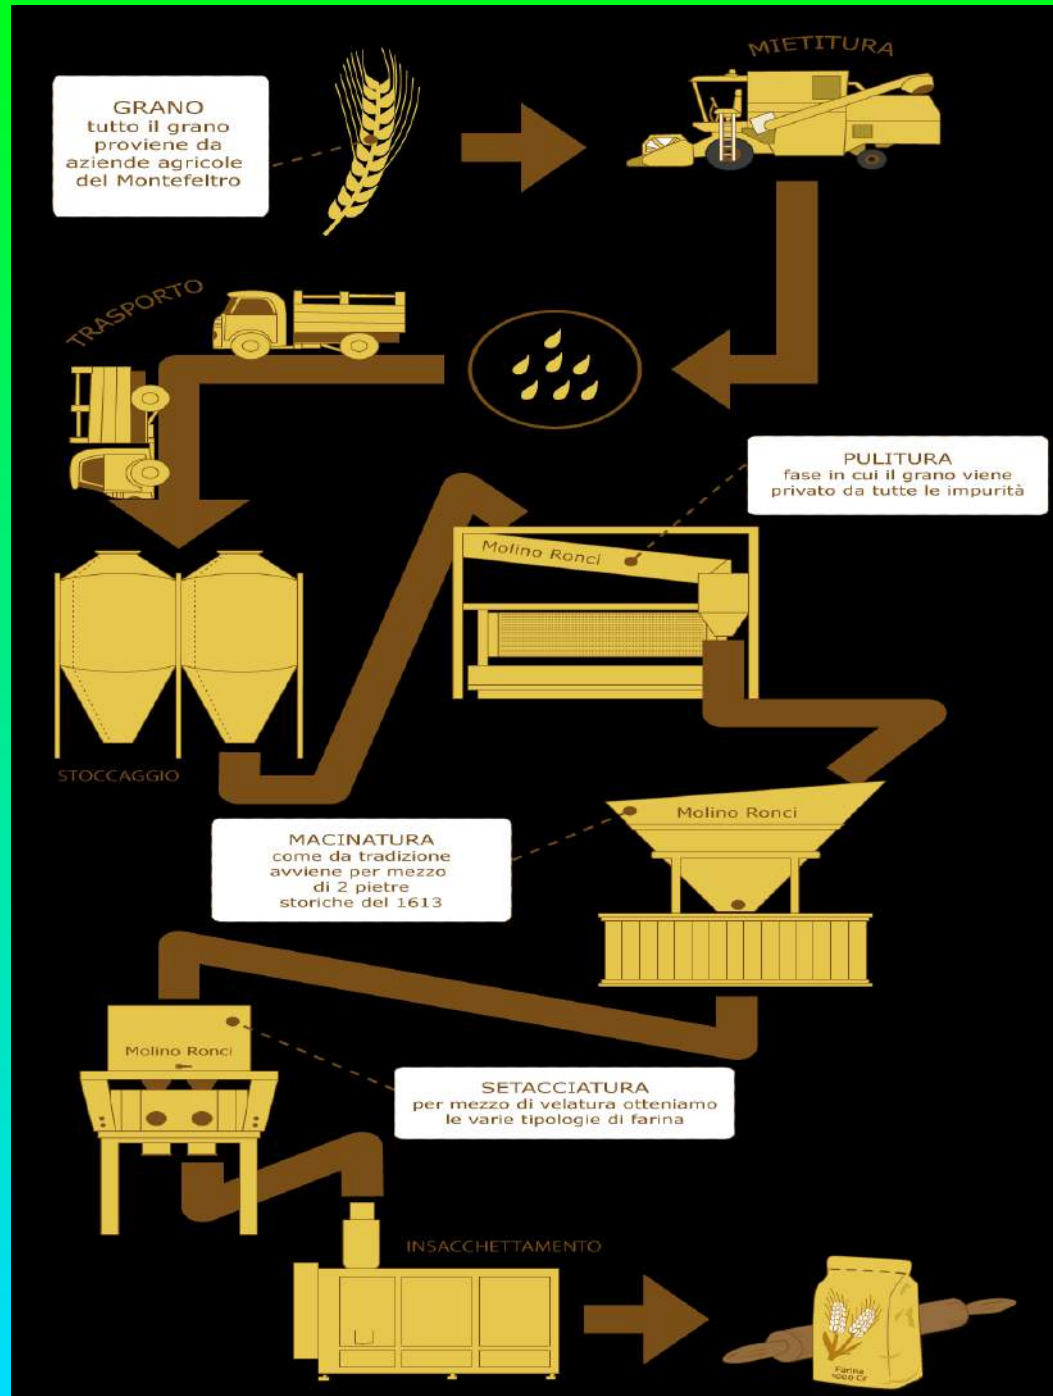 MIETITURA
GRANO
tutto il grano
proviene da
aziende agricole
del Montefeltro
TRASPORTO
PULITURA
fase in cui il grano viene
privato da tutte le impurità
Molino Ronci
STOCCAGGIO
Molino Ronci
MACINATURA
come da tradizione
avviene per mezzo
di 2 pietre
storiche del 1613
Molino Ronci
SETACCIATURA
per mezzo di velatura otteniamo
le varie tipologie di farina
INSACCHETTAMENTO
Farina